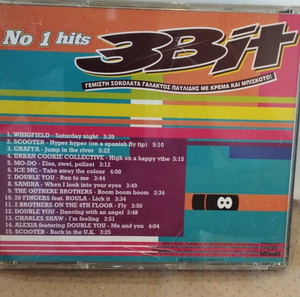 No 1 hits
3Bit
ΓΕΜΙΣΤΗ ΣΟΚΟΛΑΤΑ ΓΑΛΑΚΤΟΣ ΠΑΥΛΙΔΗΣ ΜΕ ΚΡΕΜΑ ΚΑΙ ΜΠΙΣΚΟΤΟ!
1. WHIGFIELD - Saturday night 3:39
2. SCOOTER - Hyper hyper (on a spanish fly tip) 5:10
3. GRAFFA - Jump in the river 5:22
4. URBAN COOKIE COLLECTIVE - High on a happy vibe 5:15
5. MO-DO - Eins, zwei, polizei 3:51
6. ICE MC - Take away the colour 4:00
7. DOUBLE YOU - Run to me 3:44
8. SAMIRA - When I look into your eyes 3:49
9. THE OUTHERE BROTHERS - Boom boom boom 3:34
10. 20 FINGERS feat. ROULA - Lick it 3:34
11. 2 BROTHERS ON THE 4TH FLOOR - Fly 3:50
12. DOUBLE YOU - Dancing with an angel 3:48
13. CHARLES SHAW - I'm feeling 3:51
14. ALEXIA featuring DOUBLE YOU - Me and you 4:04
15. SCOOTER - Back in the U.K. 3:25